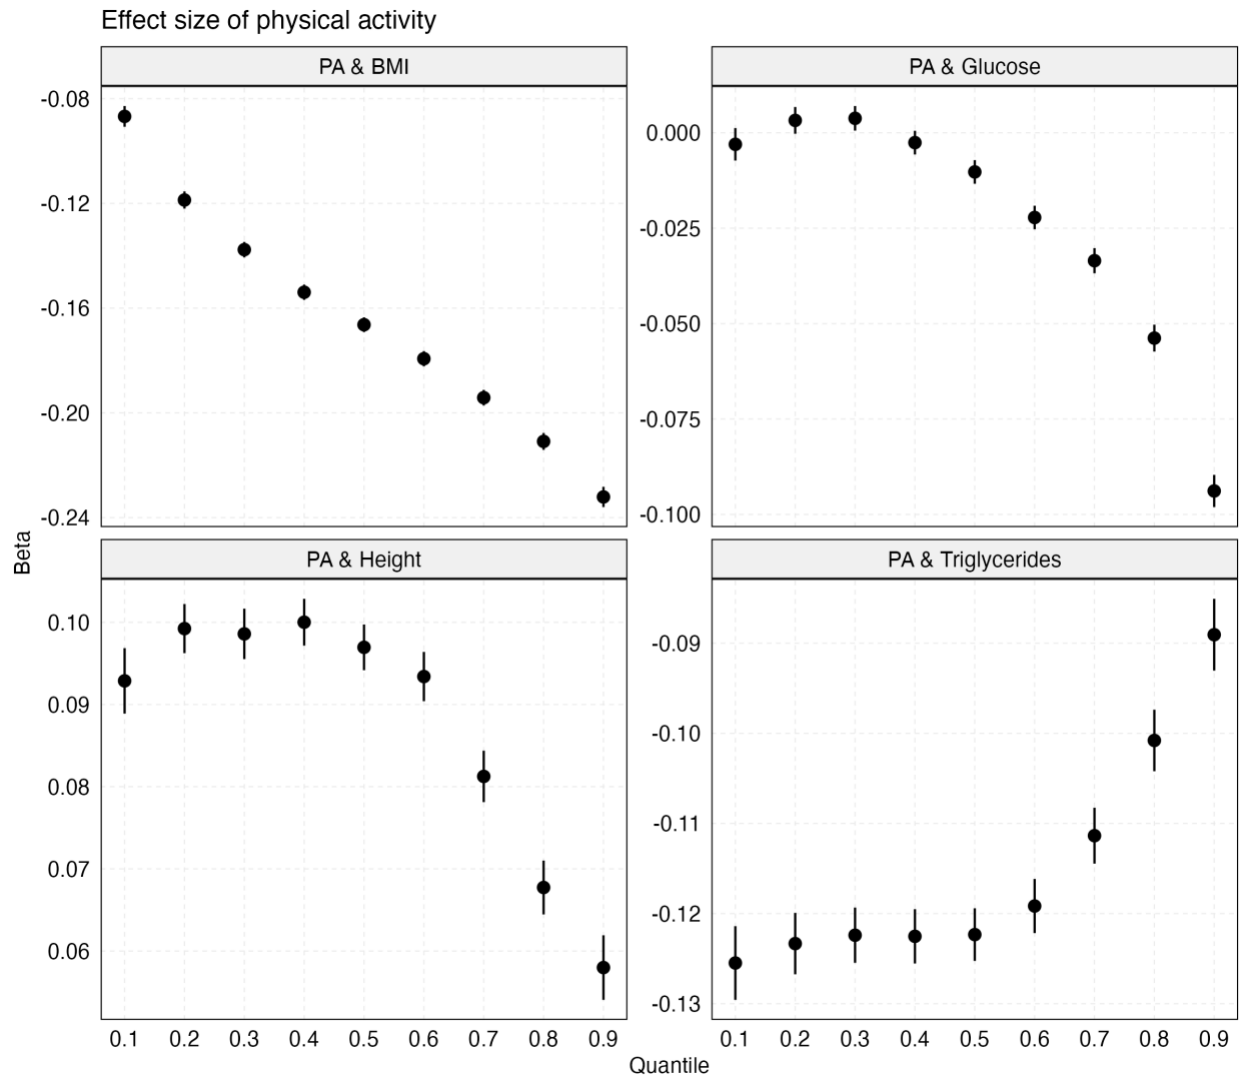 Effect size of physical activity
PA & BMI
PA & Glucose
-0.08
-0.12
-0.16
-0.20
-0.24
0.000
-0.025
-0.050
-0.075
-0.100
Beta
PA & Height
PA & Triglycerides
0.10
0.09
0.08
0.07
0.06
-0.09
-0.10
-0.11
-0.12
-0.13
0.1 0.2 0.3 0.4 0.5 0.6 0.7 0.8 0.9
0.1 0.2 0.3 0.4 0.5 0.6 0.7 0.8 0.9
Quantile